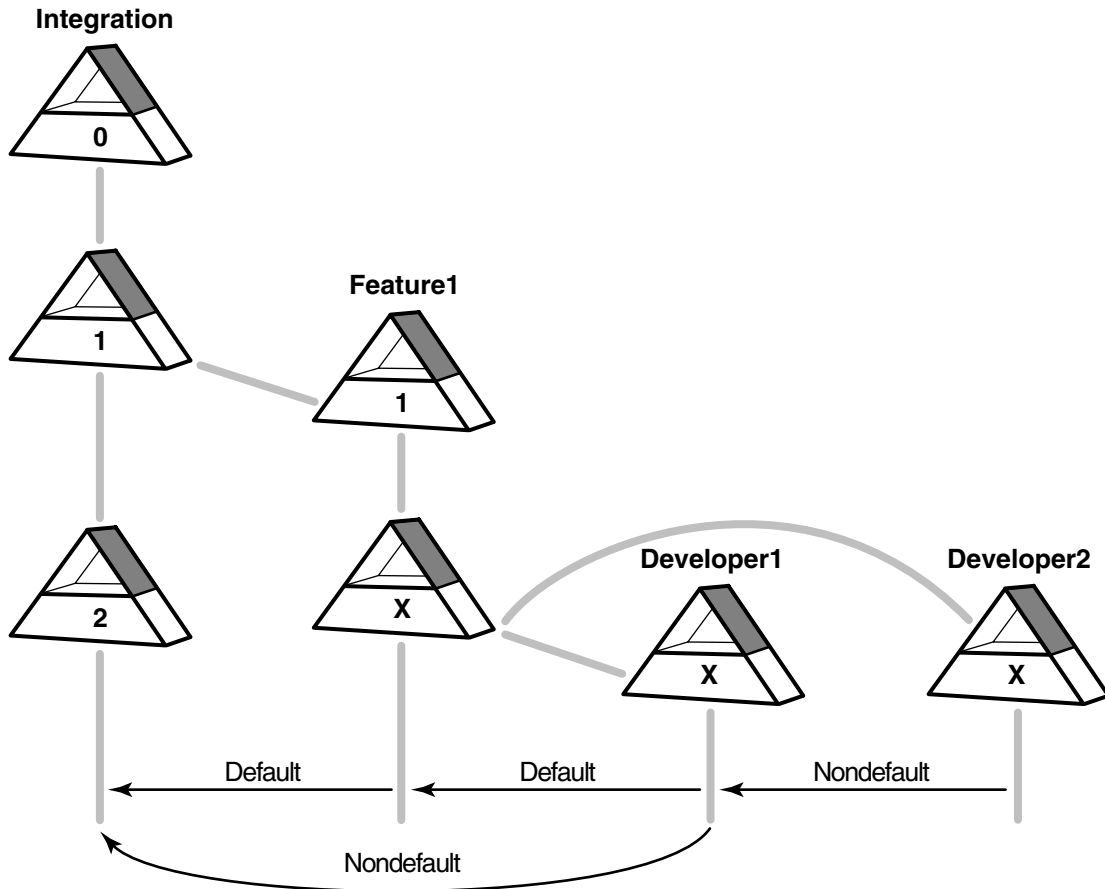 Integration
0
1
Feature1
1
2
X
Developer1
X
Developer2
X
Default
Default
Nondefault
Nondefault